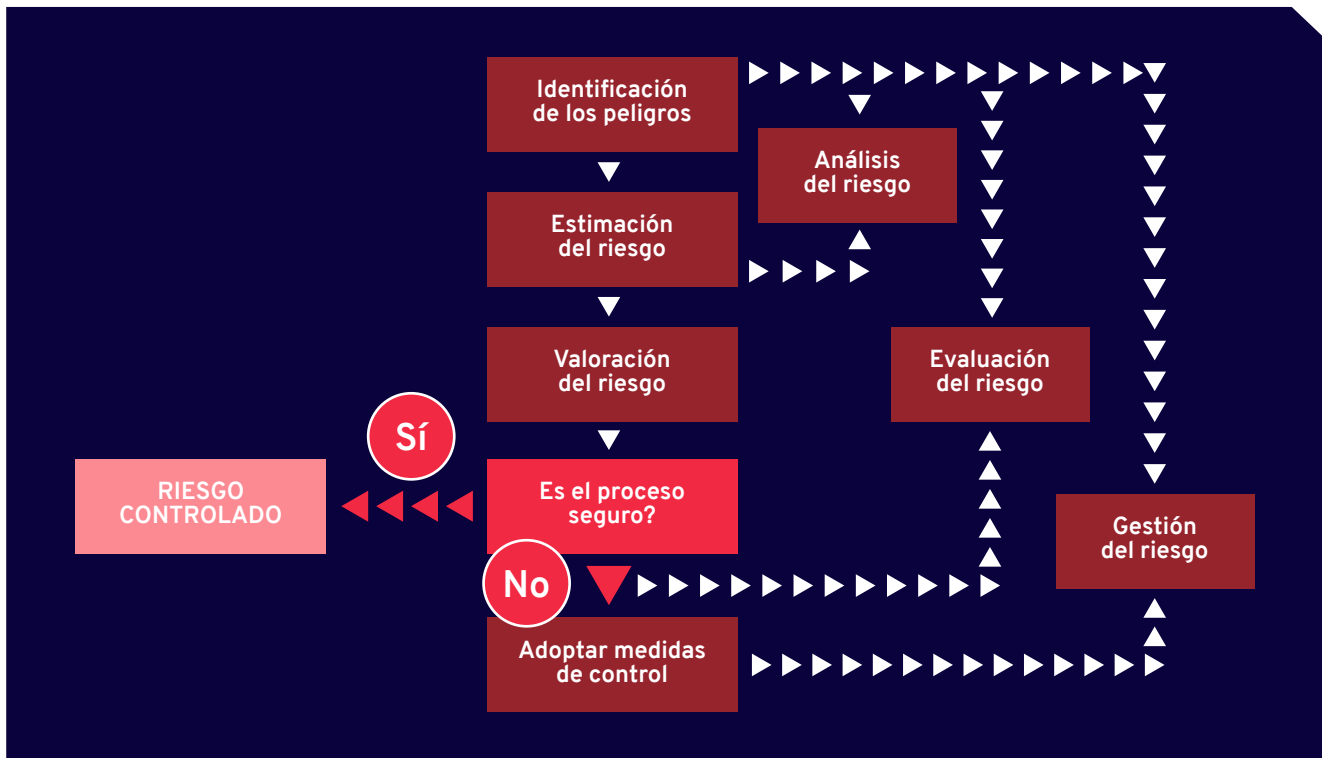 Identificación
de los peligros
Análisis
del riesgo
Estimación
del riesgo
Valoración
del riesgo
Evaluación
del riesgo
Sí
RIESGO
CONTROLADO
Es el proceso
seguro?
Gestión
del riesgo
No
Adoptar medidas
de control